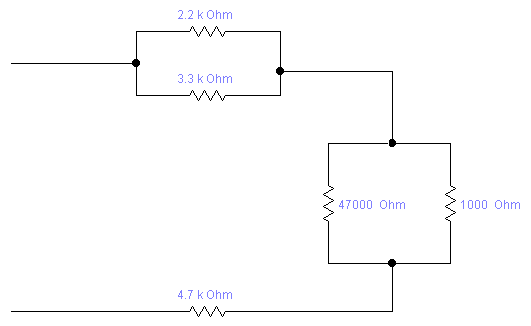 2.2 k Ohm
3.3 k Ohm
47000 Ohm
1000 Ohm
4.7 k Ohm